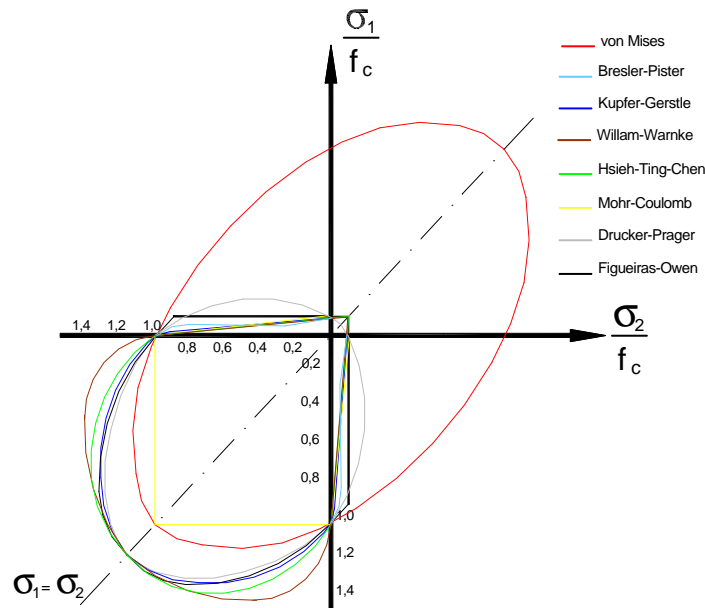 σ1
fc
von Mises
Bresler-Pister
Kupfer-Gerstle
Willam-Warnke
Hsieh-Ting-Chen
Mohr-Coulomb
Drucker-Prager
Figueiras-Owen
1,4 1,2 1,0
0,8 0,6 0,4 0,2
σ2
fc
0,2
0,4
0,6
0,8
1,0
1,2
1,4
σ1= σ2